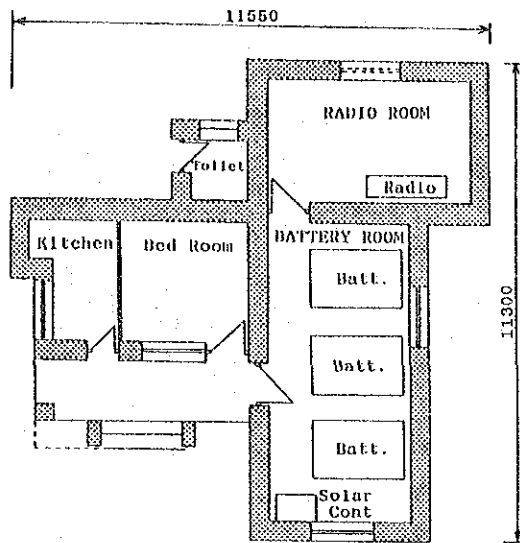 11550
RADIO ROOM
Toilet
Radio
Kitchen
Bed Room
BATTERY ROOM
Batt.
11300
Batt.
Batt.
Solar
Cont